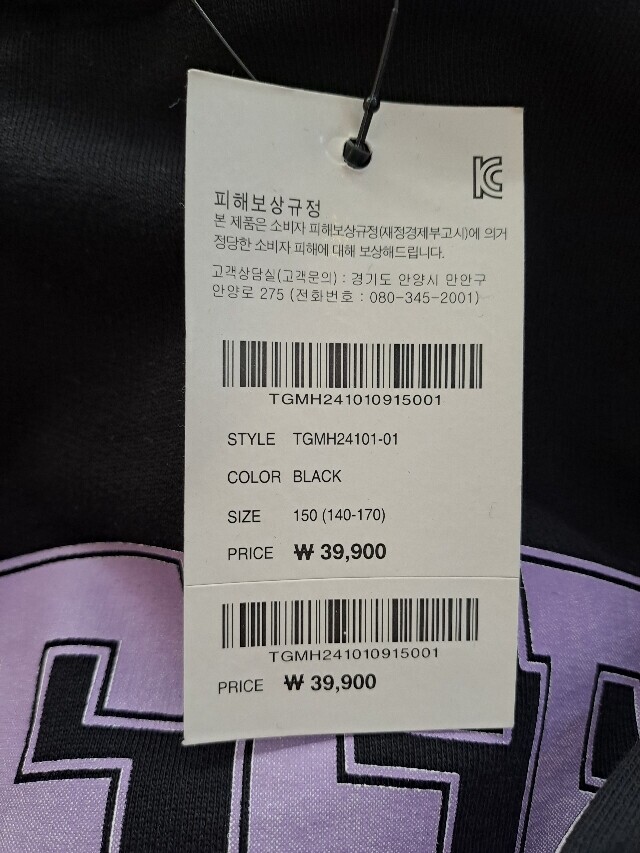 피해보상규정
본 제품은 소비자 피해보상규정(재정경제부고시)에 의거
정당한 소비자 피해에 대해 보상해드립니다.
고객상담실(고객문의) : 경기도 안양시 만안구
안양로 275 (전화번호 : 080-345-2001)
TGMH241010915001
STYLE TGMH24101-01
COLOR BLACK
SIZE 150 (140-170)
PRICE ₩ 39,900
TGMH241010915001
PRICE ₩ 39,900